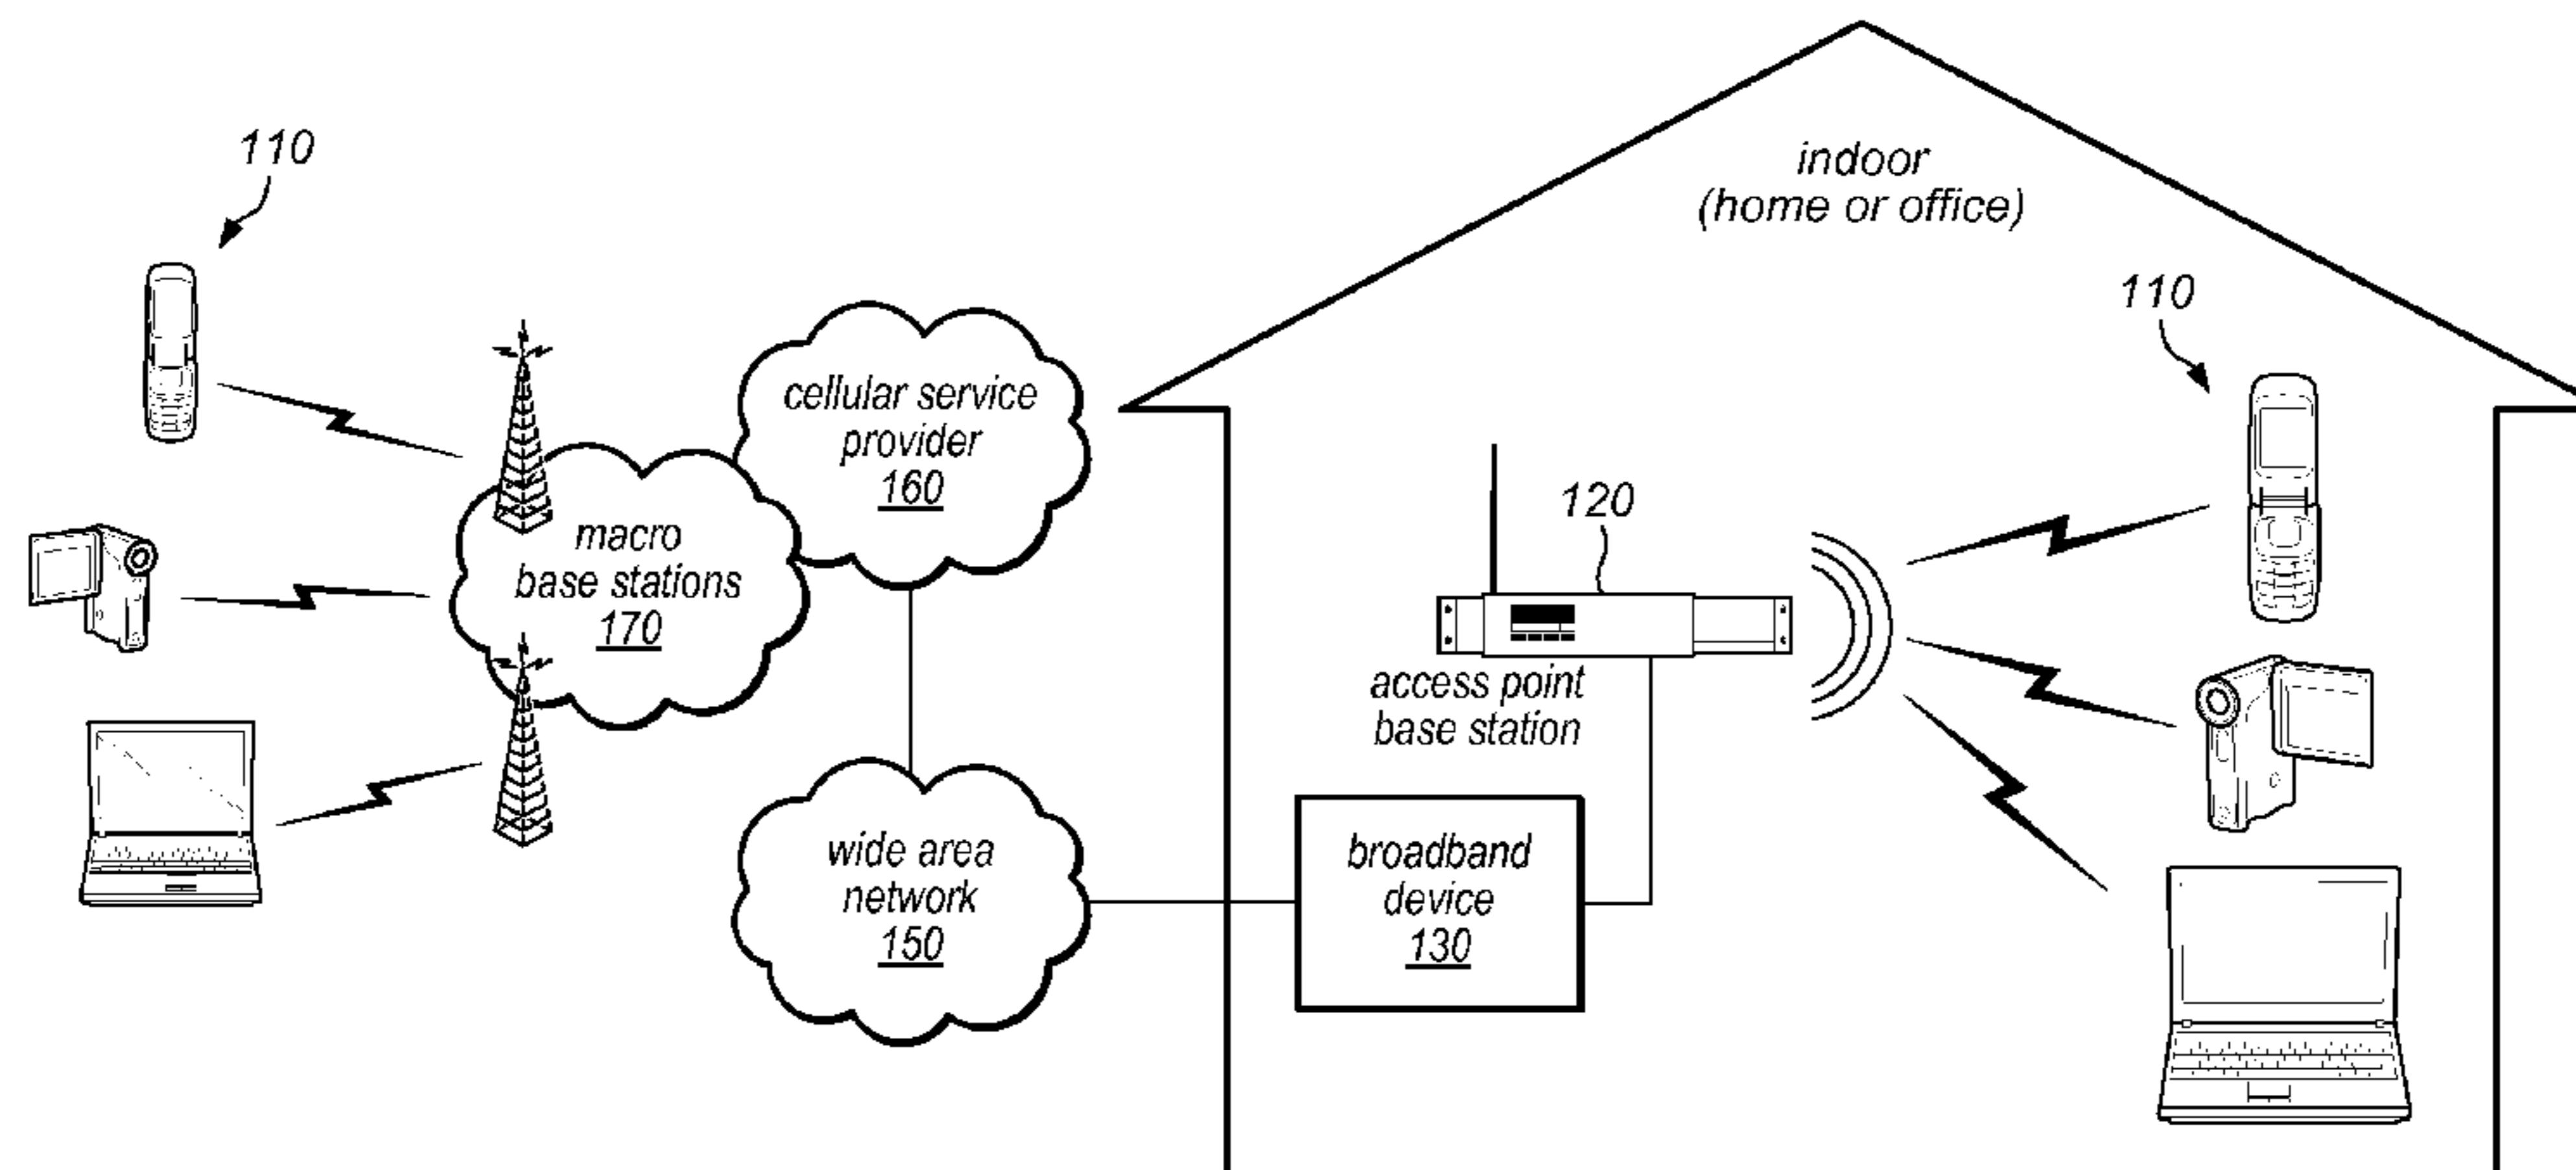 110
indoor
(home or office)
110
cellular service
provider
160
macro
base stations
170
120
access point
base station
wide area
network
150
broadband
device
130